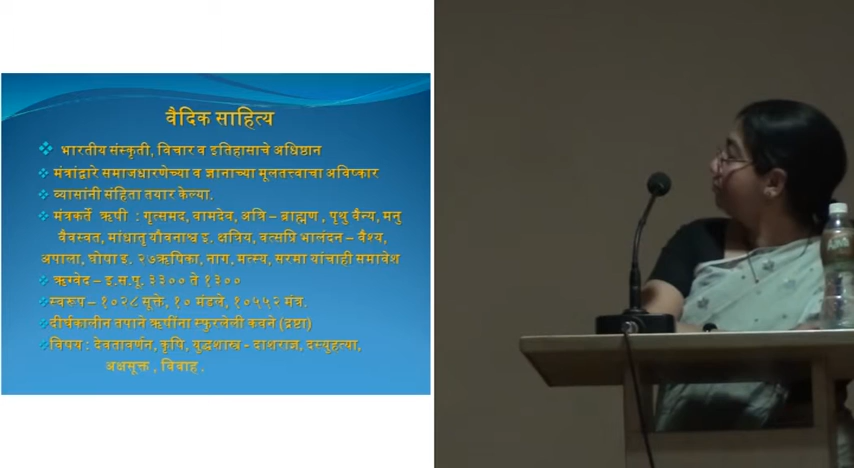 वैदिक साहित्य
भारतीय संस्कृती, विचार व इतिहासाचे अधिष्ठान
मंत्रांद्वारे समाजधारणेच्या व ज्ञानाच्या मूलतत्त्वाचा अविष्कार
व्यासांनी संहिता तयार केल्या.
मंत्रकर्ते ऋषी : गृत्समद, वामदेव, अत्रि – ब्राह्मण , पृथु वैन्य, मनु
वैवस्वत, मांधातृ यौवनाश्व इ. क्षत्रिय, वत्सप्रि भालंदन – वैश्य,
अपाला, घोषा इ. २७ऋषिका, नाग, मत्स्य, सरमा यांचाही समावेश
ऋग्वेद – इ.स.पू. ३३०० ते १३००
स्वरूप – १०२८ सूक्ते, १० मंडले, १०५५२ मंत्र.
दीर्घकालीन तपाने ऋषींना स्फुरलेली कवने (द्रष्टा)
विषय : देवतावर्णन, कृषि, युद्धशास्त्र - दाशराज्ञ, दस्युहत्या,
अक्षसूक्त , विवाह .